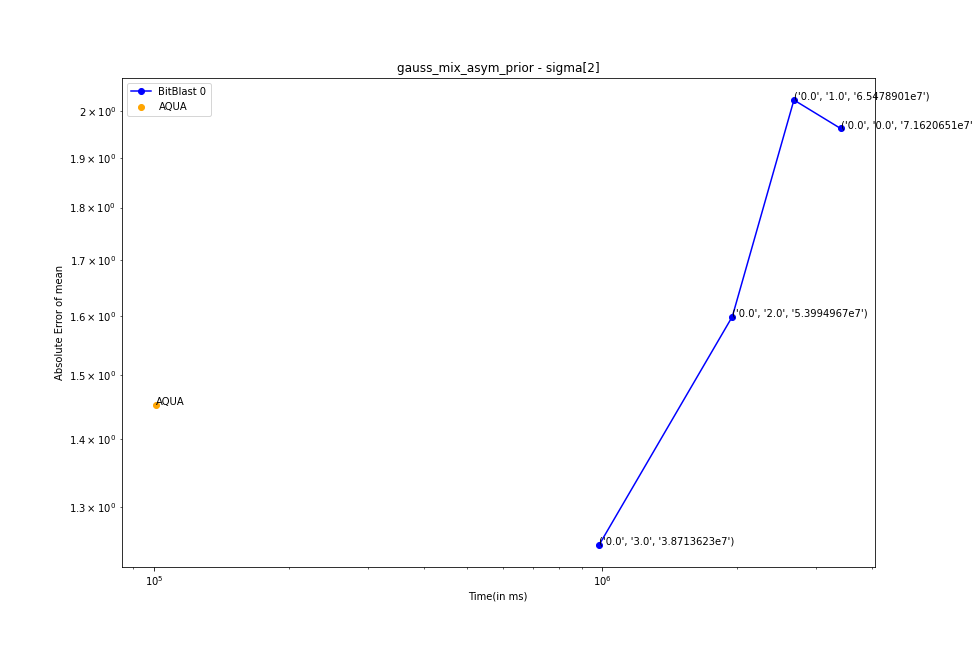 gauss_mix_asym_prior - sigma[2]
BitBlast 0
AQUA
2 × 10⁰
1.9 × 10⁰
1.8 × 10⁰
1.7 × 10⁰
1.6 × 10⁰
1.5 × 10⁰
1.4 × 10⁰
1.3 × 10⁰
Absolute Error of mean
('0.0', '1.0', '6.5478901e7')
('0.0', '0.0', '7.1620651e7'
('0.0', '2.0', '5.3994967e7')
AQUA
('0.0', '3.0', '3.8713623e7')
10⁵
10⁶
Time(in ms)